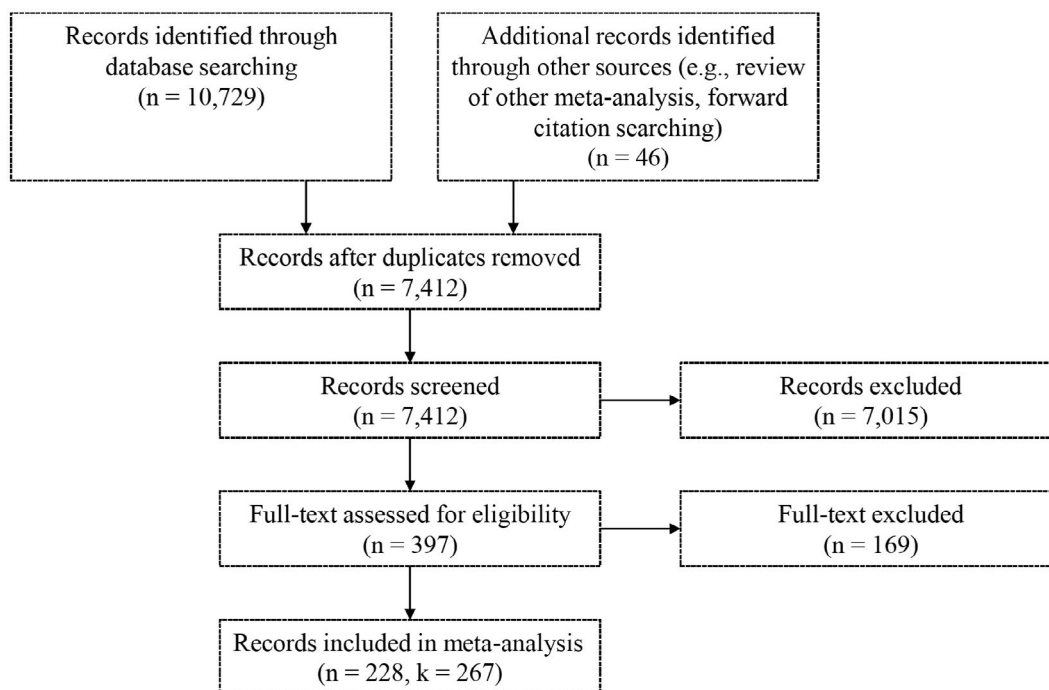 Records identified through
database searching
(n = 10,729)
Additional records identified
through other sources (e.g., review
of other meta-analysis, forward
citation searching)
(n = 46)
Records after duplicates removed
(n = 7,412)
Records screened
(n = 7,412)
Records excluded
(n = 7,015)
Full-text assessed for eligibility
(n = 397)
Full-text excluded
(n = 169)
Records included in meta-analysis
(n = 228, k = 267)